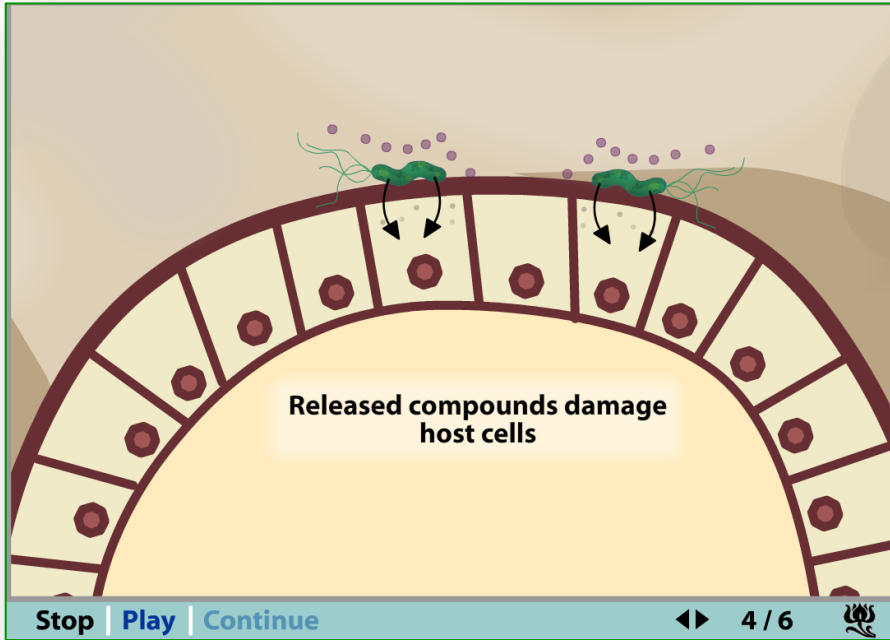 Released compounds damage
host cells
Stop | Play | Continue 4 / 6